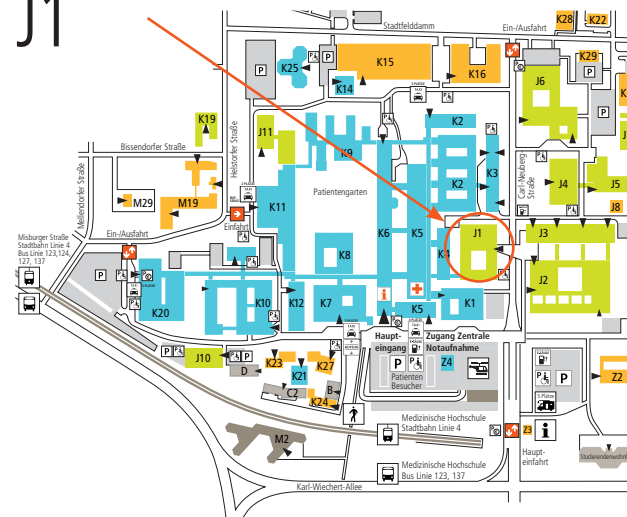 J1
Stadtfelddamm
Ein-/Ausfahrt
K28
K22
K25
K15
K16
K29
K14
J6
P
P
P
P
K19
J11
K2
K9
K3
Bissendorfer Straße
Helstorfer Straße
Mellendorfer Straße
Carl-Neuberg-
Straße
Patientengarten
K2
J4
J5
M29
M19
K11
J8
Einfahrt
Ein-/Ausfahrt
K6
K5
J1
J3
K8
J2
Misburger Straße
Stadtbahn Linie 4
Bus Linie 123,124,
127, 137
P
K20
K10
K12
K7
K5
K1
i
Haupt-
eingang
Zugang Zentrale
Notaufnahme
P
Patienten
Besucher
Z4
J10
D
K23
K21
K27
C2
B
K24
P
5 Plätze
Z2
M2
Medizinische Hochschule
Stadtbahn Linie 4
Z3
i
Haupt-
einfahrt
Medizinische Hochschule
Bus Linie 123, 137
Karl-Wiechert-Allee